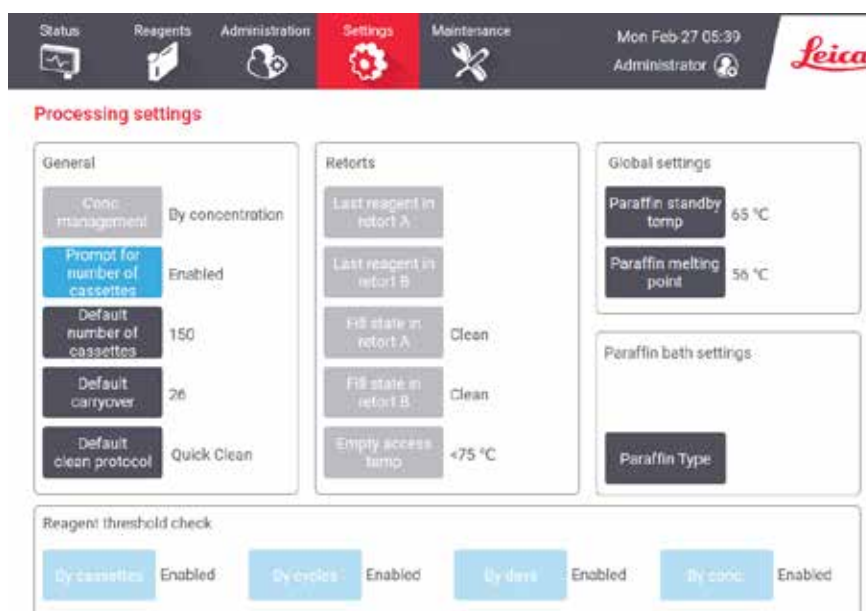 Status Reagents Administration Settings Maintenance
Mon Feb 27 05:39
Administrator
Leica
Processing settings
General
Conc.
management
By concentration
Prompt for
number of
cassettes
Enabled
Default
number of
cassettes
150
Default
carryover
26
Default
clean protocol
Quick Clean
Retorts
Last reagent in
retort A
Last reagent in
retort B
Fill state in
retort A
Clean
Fill state in
retort B
Clean
Empty access
temp
<75 °C
Global settings
Paraffin standby
temp
65 °C
Paraffin melting
point
56 °C
Paraffin bath settings
Paraffin Type
Reagent threshold check
By cassettes Enabled By cycles Enabled By days Enabled By conc. Enabled